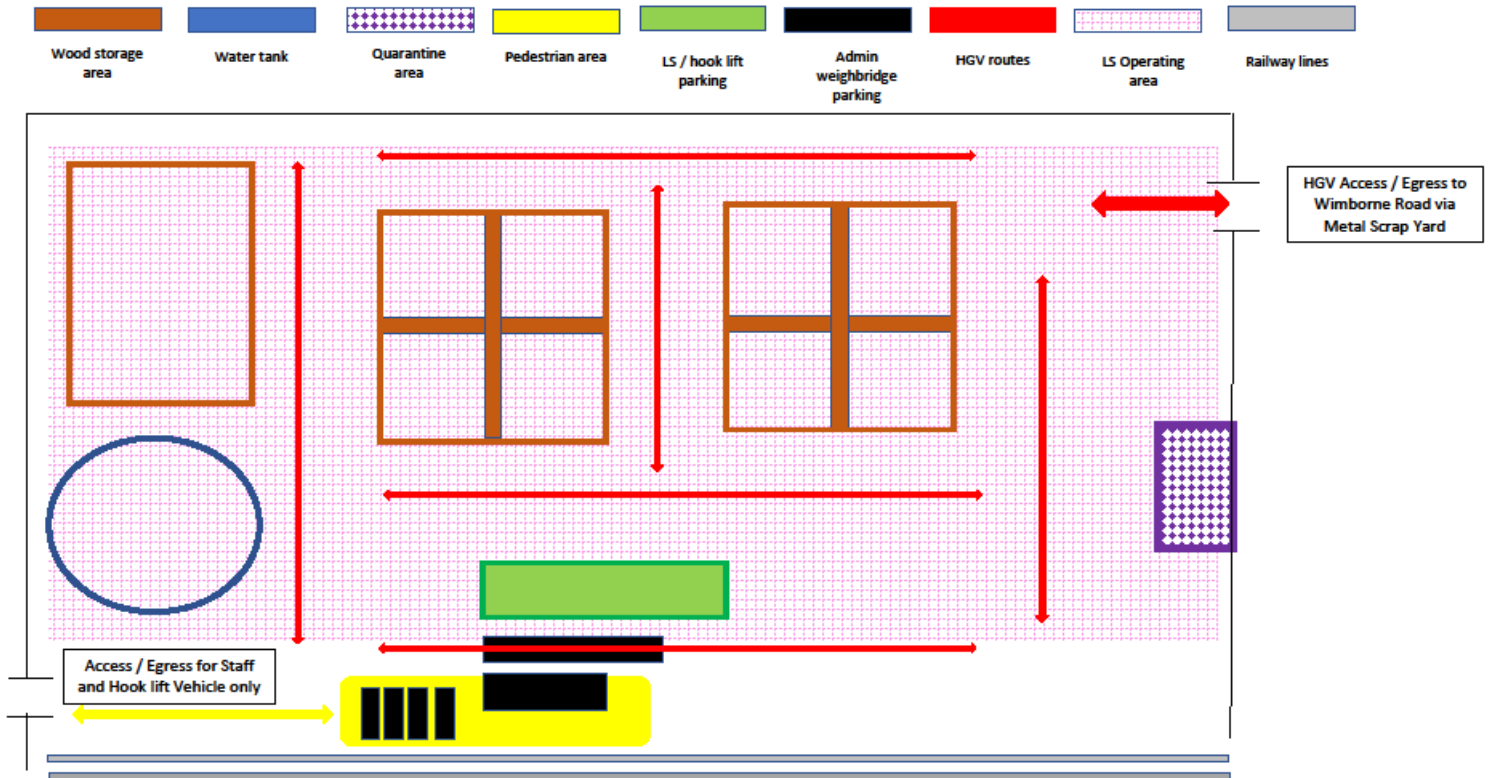 Wood storage
area
Water tank
Quarantine
area
Pedestrian area
LS / hook lift
parking
Admin
weighbridge
parking
HGV routes
LS Operating
area
Railway lines
HGV Access / Egress to
Wimborne Road via
Metal Scrap Yard
Access / Egress for Staff
and Hook lift Vehicle only